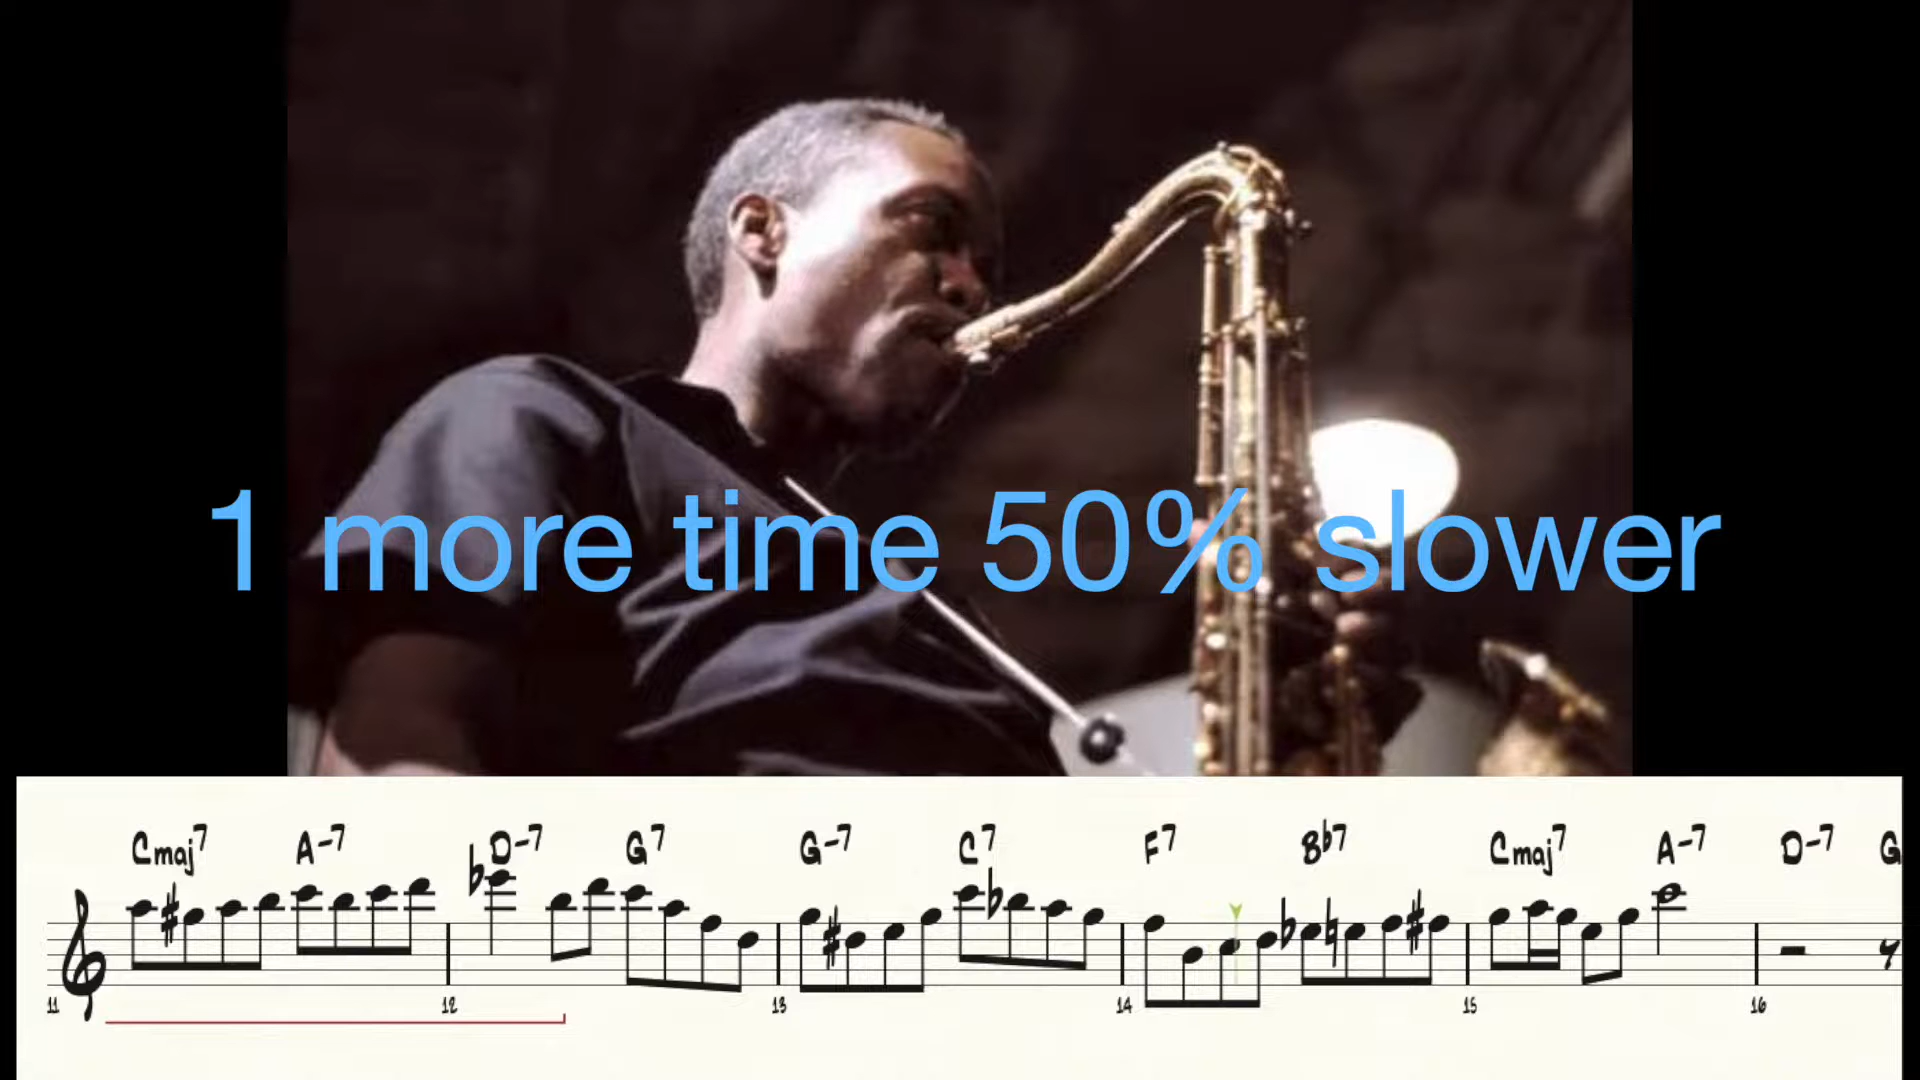 1 more time 50% slower
Cmaj7 A-7 D-7 G7 G-7 C7 F7 Bb7 Cmaj7 A-7 D-7 G
11 12 13 14 15 16